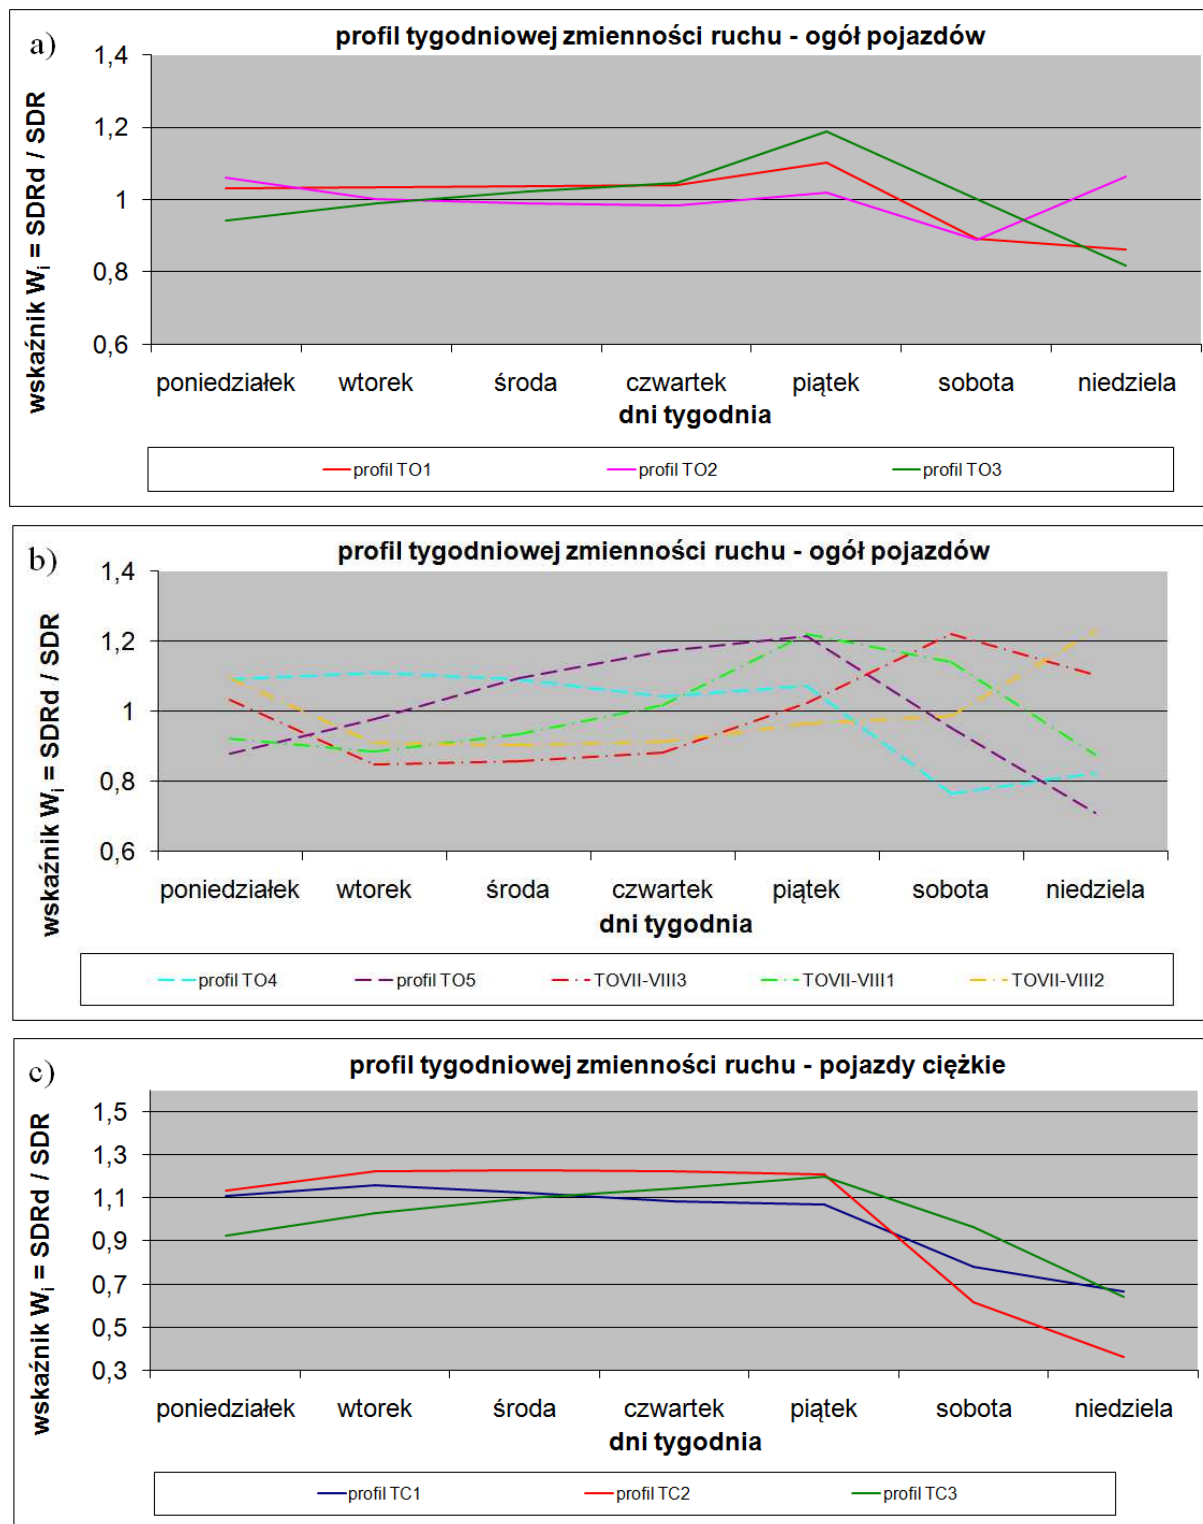 a)
profil tygodniowej zmienności ruchu - ogół pojazdów
wskaźnik Wi = SDRd / SDR
1,4
1,2
1
0,8
0,6
poniedziałek wtorek środa czwartek piątek sobota niedziela
dni tygodnia
profil TO1 profil TO2 profil TO3
b)
profil tygodniowej zmienności ruchu - ogół pojazdów
wskaźnik Wi = SDRd / SDR
1,4
1,2
1
0,8
0,6
poniedziałek wtorek środa czwartek piątek sobota niedziela
dni tygodnia
profil TO4 profil TO5 TOVII-VIII3 TOVII-VIII1 TOVII-VIII2
c)
profil tygodniowej zmienności ruchu - pojazdy ciężkie
wskaźnik Wi = SDRd / SDR
1,5
1,3
1,1
0,9
0,7
0,5
0,3
poniedziałek wtorek środa czwartek piątek sobota niedziela
dni tygodnia
profil TC1 profil TC2 profil TC3